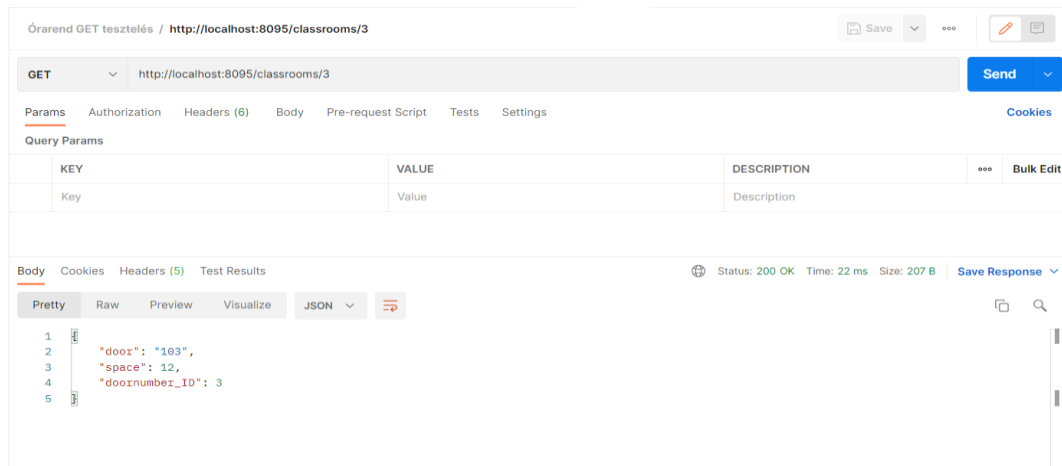 Órarend GET tesztelés / http://localhost:8095/classrooms/3
Save
GET http://localhost:8095/classrooms/3 Send
Params Authorization Headers (6) Body Pre-request Script Tests Settings Cookies
Query Params
KEY VALUE DESCRIPTION Bulk Edit
Key Value Description
Body Cookies Headers (5) Test Results Status: 200 OK Time: 22 ms Size: 207 B Save Response
Pretty Raw Preview Visualize JSON
1 {
2 "door": "103",
3 "space": 12,
4 "doornumber_ID": 3
5 }